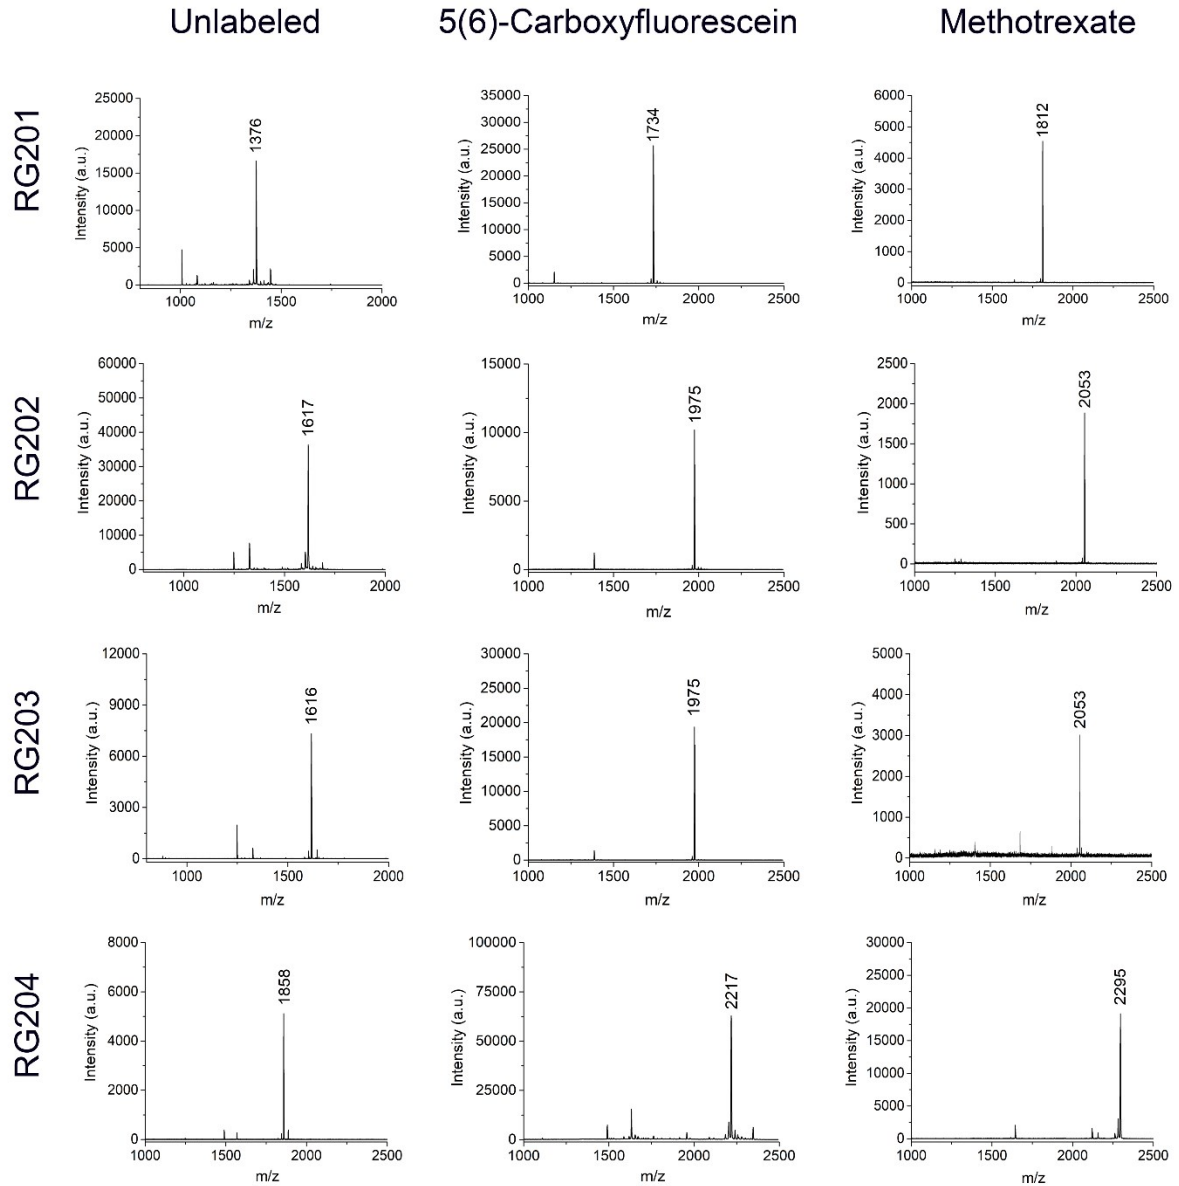 Unlabeled 5(6)-Carboxyfluorescein Methotrexate
RG201
Intensity (a.u.)
25000
20000
15000
10000
5000
0
1376
1000 1500 2000
m/z
Intensity (a.u.)
35000
30000
25000
20000
15000
10000
5000
0
1734
1000 1500 2000 2500
m/z
Intensity (a.u.)
6000
5000
4000
3000
2000
1000
0
1812
1000 1500 2000 2500
m/z
RG202
Intensity (a.u.)
60000
50000
40000
30000
20000
10000
0
1617
1000 1500 2000
m/z
Intensity (a.u.)
15000
10000
5000
0
1975
1000 1500 2000 2500
m/z
Intensity (a.u.)
2500
2000
1500
1000
500
0
2053
1000 1500 2000 2500
m/z
RG203
Intensity (a.u.)
12000
9000
6000
3000
0
1616
1000 1500 2000
m/z
Intensity (a.u.)
30000
25000
20000
15000
10000
5000
0
1975
1000 1500 2000 2500
m/z
Intensity (a.u.)
5000
4000
3000
2000
1000
0
2053
1000 1500 2000 2500
m/z
RG204
Intensity (a.u.)
8000
6000
4000
2000
0
1858
1000 1500 2000 2500
m/z
Intensity (a.u.)
100000
75000
50000
25000
0
2217
1000 1500 2000 2500
m/z
Intensity (a.u.)
30000
25000
20000
15000
10000
5000
0
2295
1000 1500 2000 2500
m/z